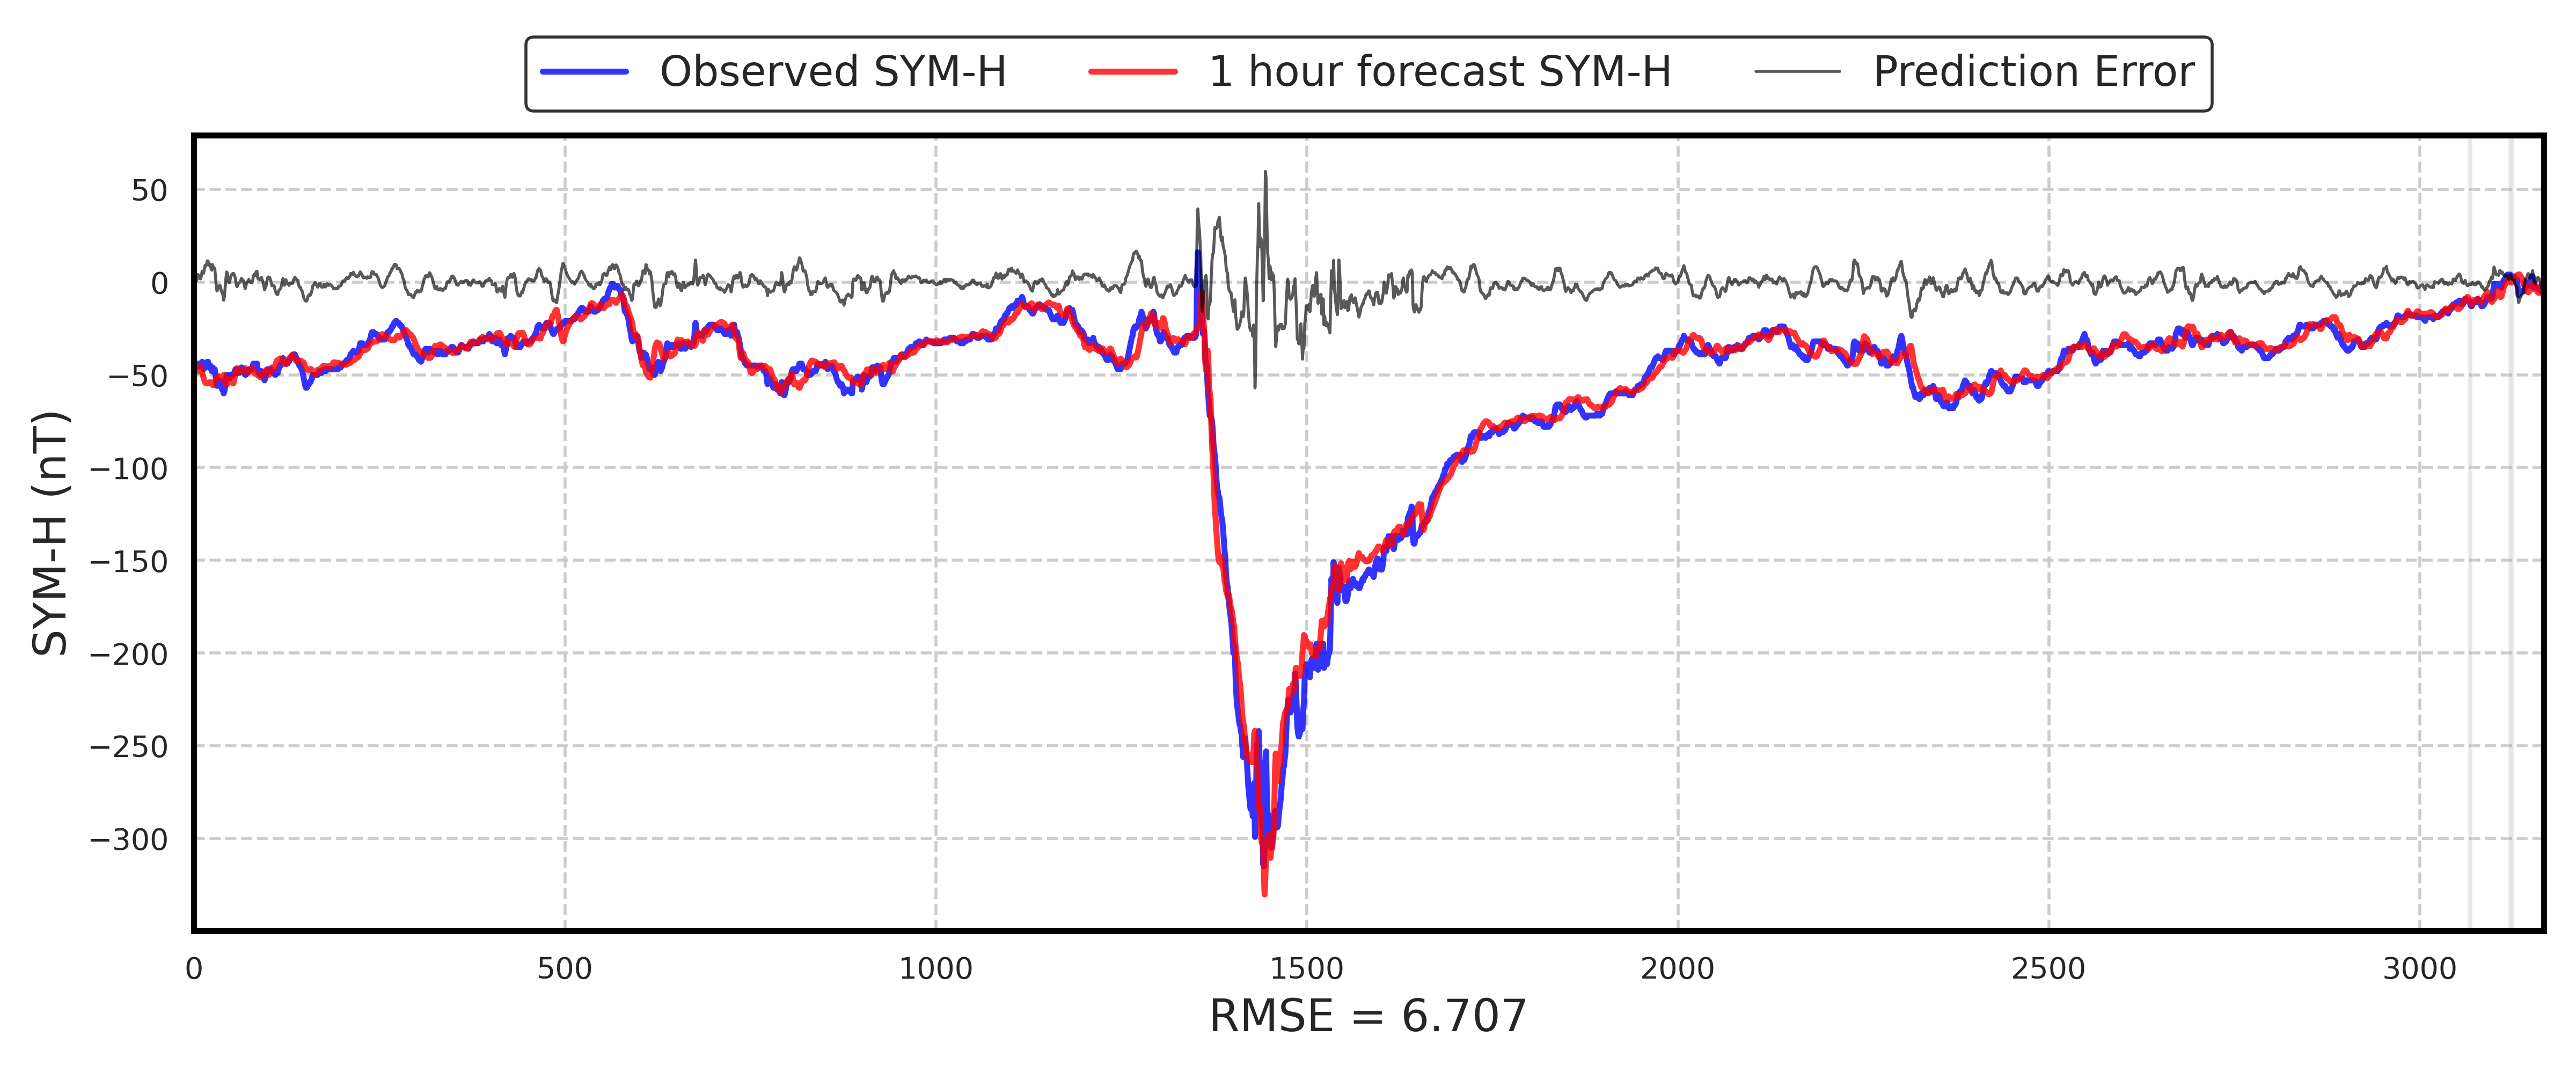 Observed SYM-H 1 hour forecast SYM-H Prediction Error
50
0
−50
−100
−150
−200
−250
−300
SYM-H (nT)
0 500 1000 1500 2000 2500 3000
RMSE = 6.707